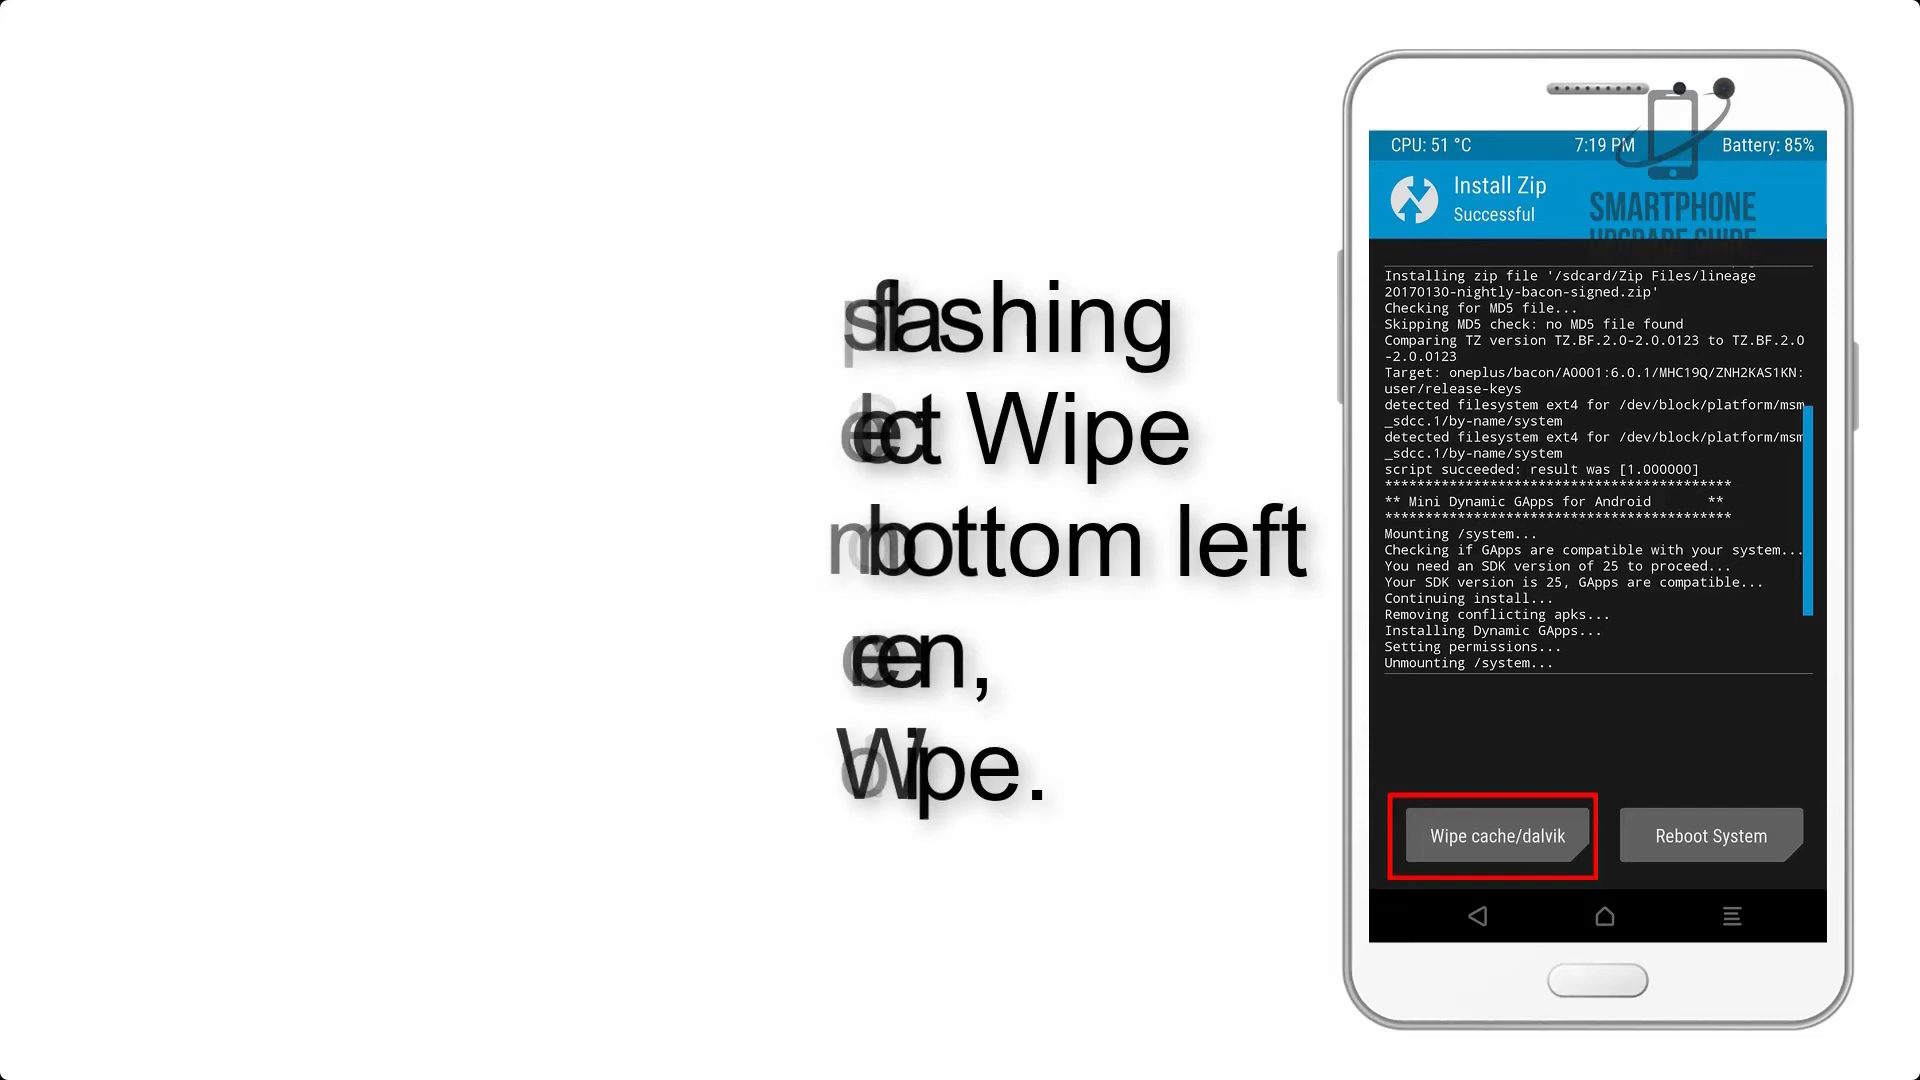 flashing
Wipe
bottom left
Wipe.
CPU: 51 °C 7:19 PM Battery: 85%
Install Zip
Successful
SMARTPHONE
UPGRADE GUIDE
Installing zip file '/sdcard/Zip Files/lineage
20170130-nightly-bacon-signed.zip'
Checking for MD5 file...
Skipping MD5 check: no MD5 file found
Comparing TZ version TZ.BF.2.0-2.0.0123 to TZ.BF.2.0
-2.0.0123
Target: oneplus/bacon/A0001:6.0.1/MHC19Q/ZNH2KAS1KN:
user/release-keys
detected filesystem ext4 for /dev/block/platform/msm
_sdcc.1/by-name/system
detected filesystem ext4 for /dev/block/platform/msm
_sdcc.1/by-name/system
script succeeded: result was [1.000000]
*******************************************
** Mini Dynamic GApps for Android **
*******************************************
Mounting /system...
Checking if GApps are compatible with your system...
You need an SDK version of 25 to proceed...
Your SDK version is 25, GApps are compatible...
Continuing install...
Removing conflicting apks...
Installing Dynamic GApps...
Setting permissions...
Unmounting /system...
Wipe cache/dalvik
Reboot System